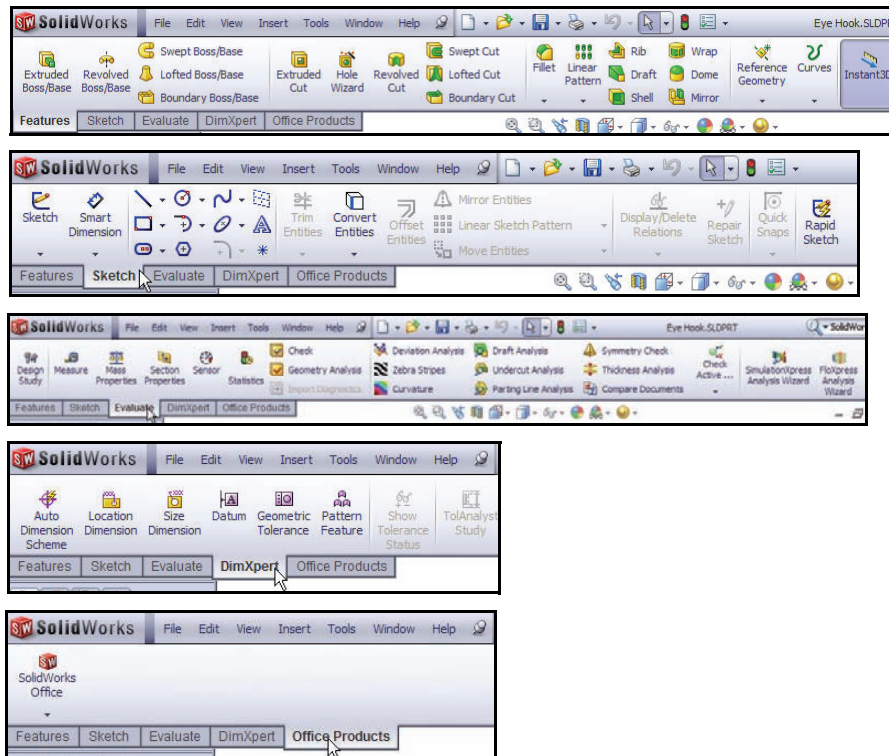 SolidWorks File Edit View Insert Tools Window Help Eye Hook.SLDPR
Extruded Boss/Base
Revolved Boss/Base
Swept Boss/Base
Lofted Boss/Base
Boundary Boss/Base
Extruded Cut
Hole Wizard
Revolved Cut
Swept Cut
Lofted Cut
Boundary Cut
Fillet
Linear Pattern
Rib
Draft
Shell
Wrap
Dome
Mirror
Reference Geometry
Curves
Instant3D
Features Sketch Evaluate DimXpert Office Products
SolidWorks File Edit View Insert Tools Window Help
Sketch
Smart Dimension
Trim Entities
Convert Entities
Offset Entities
Mirror Entities
Linear Sketch Pattern
Move Entities
Display/Delete Relations
Repair Sketch
Quick Snaps
Rapid Sketch
Features Sketch Evaluate DimXpert Office Products
SolidWorks File Edit View Insert Tools Window Help Eye Hook.SLDPRT SolidWor
Design Study
Measure
Mass Properties
Section Properties
Sensor
Statistics
Check
Geometry Analysis
Import Diagnostics
Deviation Analysis
Zebra Stripes
Curvature
Draft Analysis
Undercut Analysis
Parting Line Analysis
Symmetry Check
Thickness Analysis
Compare Documents
Check Active ...
SimulationXpress Analysis Wizard
FloXpress Analysis Wizard
Features Sketch Evaluate DimXpert Office Products
SolidWorks File Edit View Insert Tools Window Help
Auto Dimension Scheme
Location Dimension
Size Dimension
Datum
Geometric Tolerance
Pattern Feature
Show Tolerance Status
TolAnalyst Study
Features Sketch Evaluate DimXpert Office Products
SolidWorks File Edit View Insert Tools Window Help
SolidWorks Office
Features Sketch Evaluate DimXpert Office Products